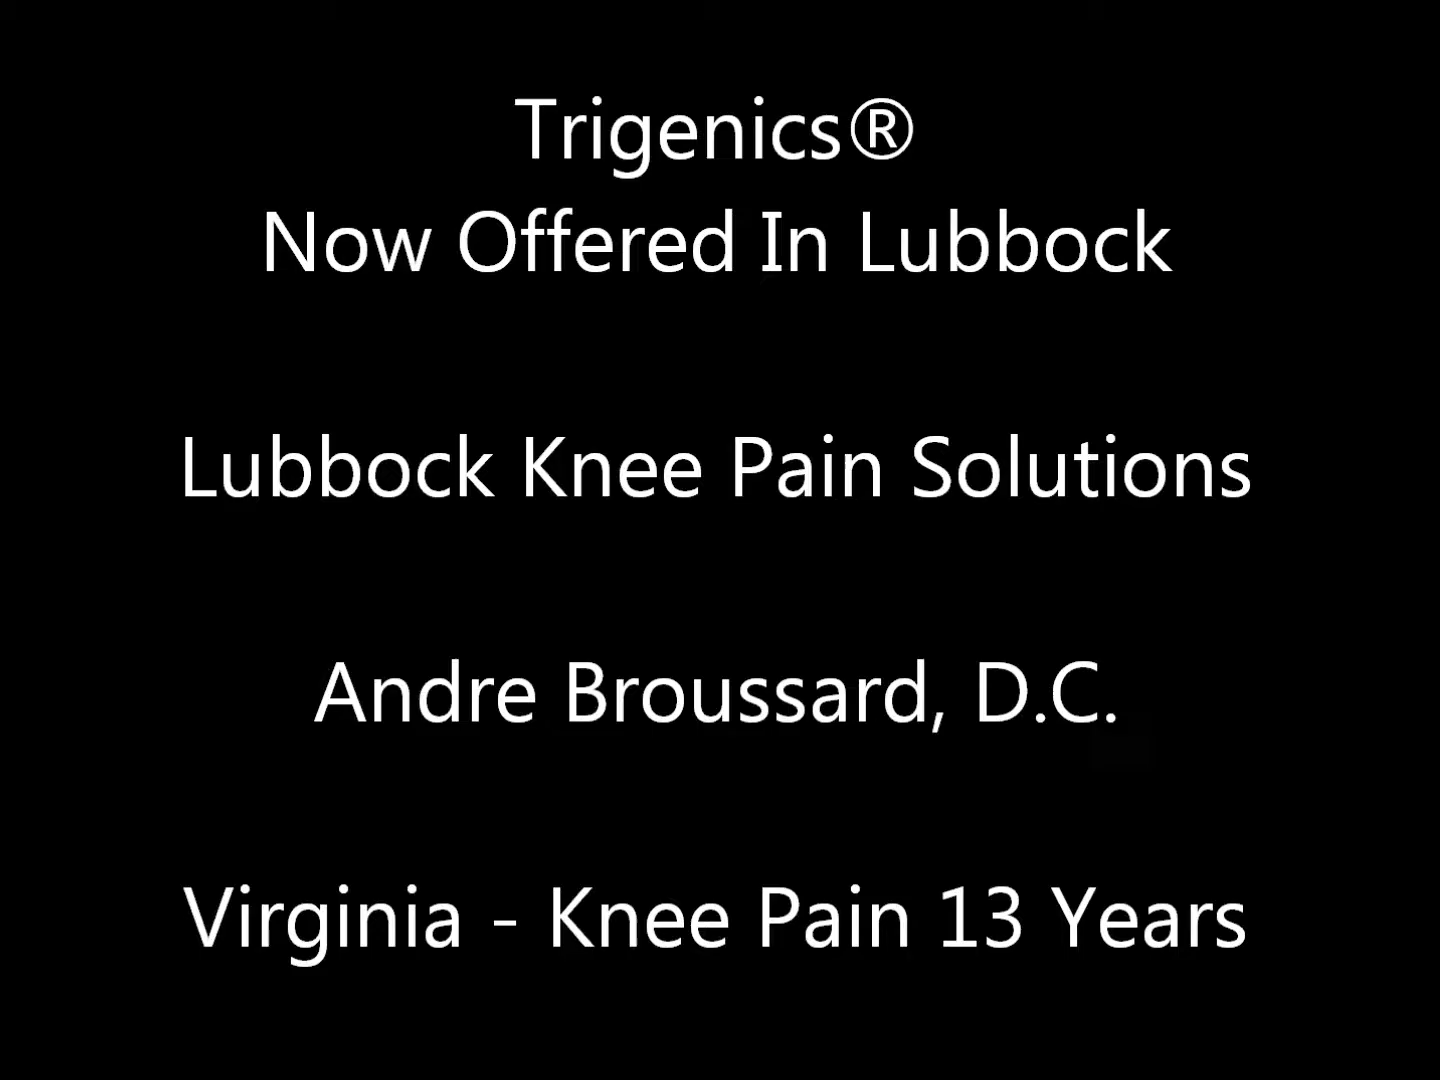 Trigenics®
Now Offered In Lubbock
Lubbock Knee Pain Solutions
Andre Broussard, D.C.
Virginia - Knee Pain 13 Years